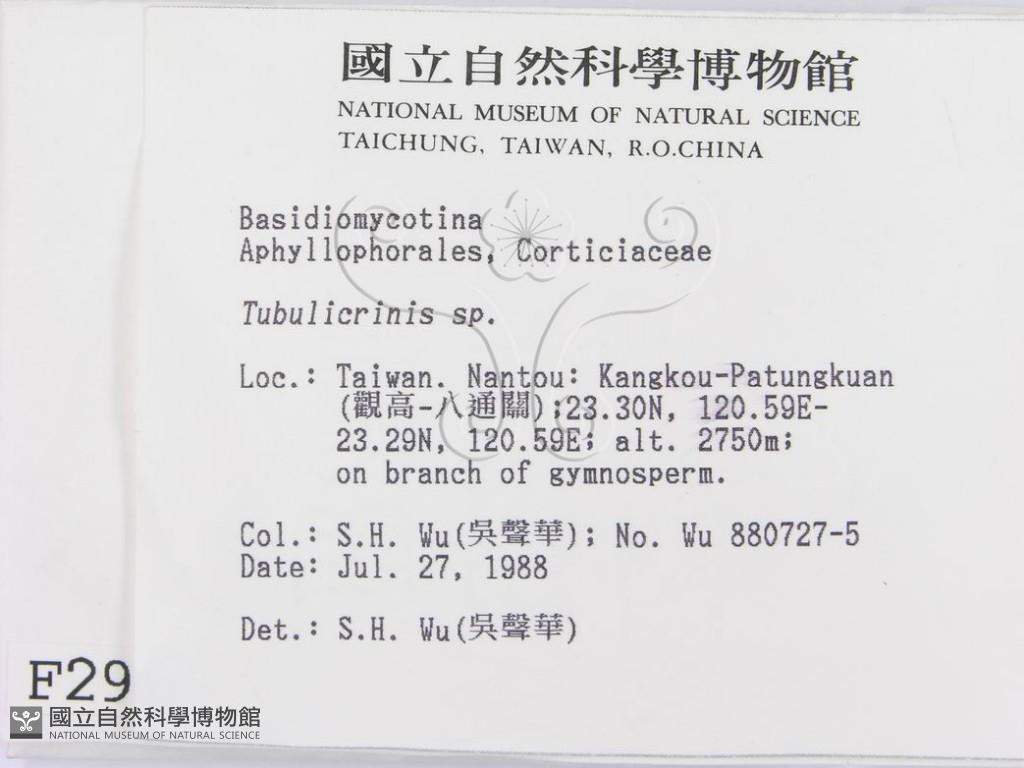 國立自然科學博物館
NATIONAL MUSEUM OF NATURAL SCIENCE
TAICHUNG, TAIWAN, R.O.CHINA
Basidiomycotina
Aphyllophorales, Corticiaceae
Tubulicrinis sp.
Loc.: Taiwan. Nantou: Kangkou-Patungkuan
(觀高-八通關);23.30N, 120.59E-
23.29N, 120.59E; alt. 2750m;
on branch of gymnosperm.
Col.: S.H. Wu(吳聲華); No. Wu 880727-5
Date: Jul. 27, 1988
Det.: S.H. Wu(吳聲華)
F29
國立自然科學博物館
NATIONAL MUSEUM OF NATURAL SCIENCE